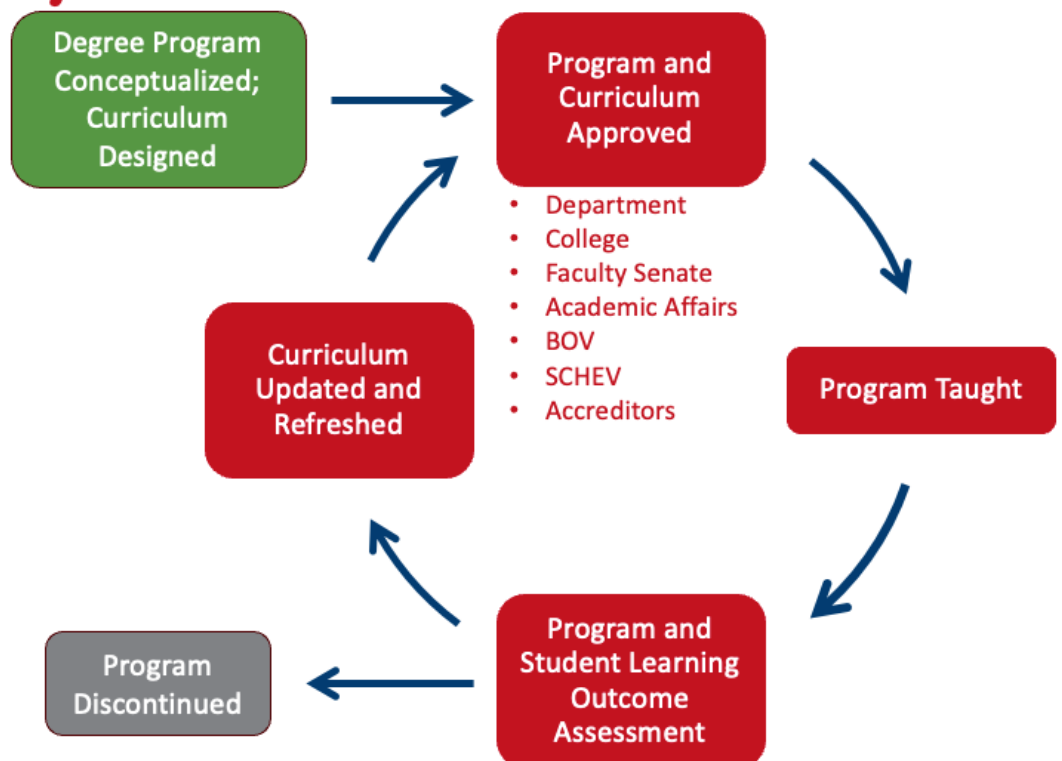 Degree Program
Conceptualized;
Curriculum
Designed
Program and
Curriculum
Approved
• Department
• College
• Faculty Senate
• Academic Affairs
• BOV
• SCHEV
• Accreditors
Program Taught
Program and
Student Learning
Outcome
Assessment
Curriculum
Updated and
Refreshed
Program
Discontinued